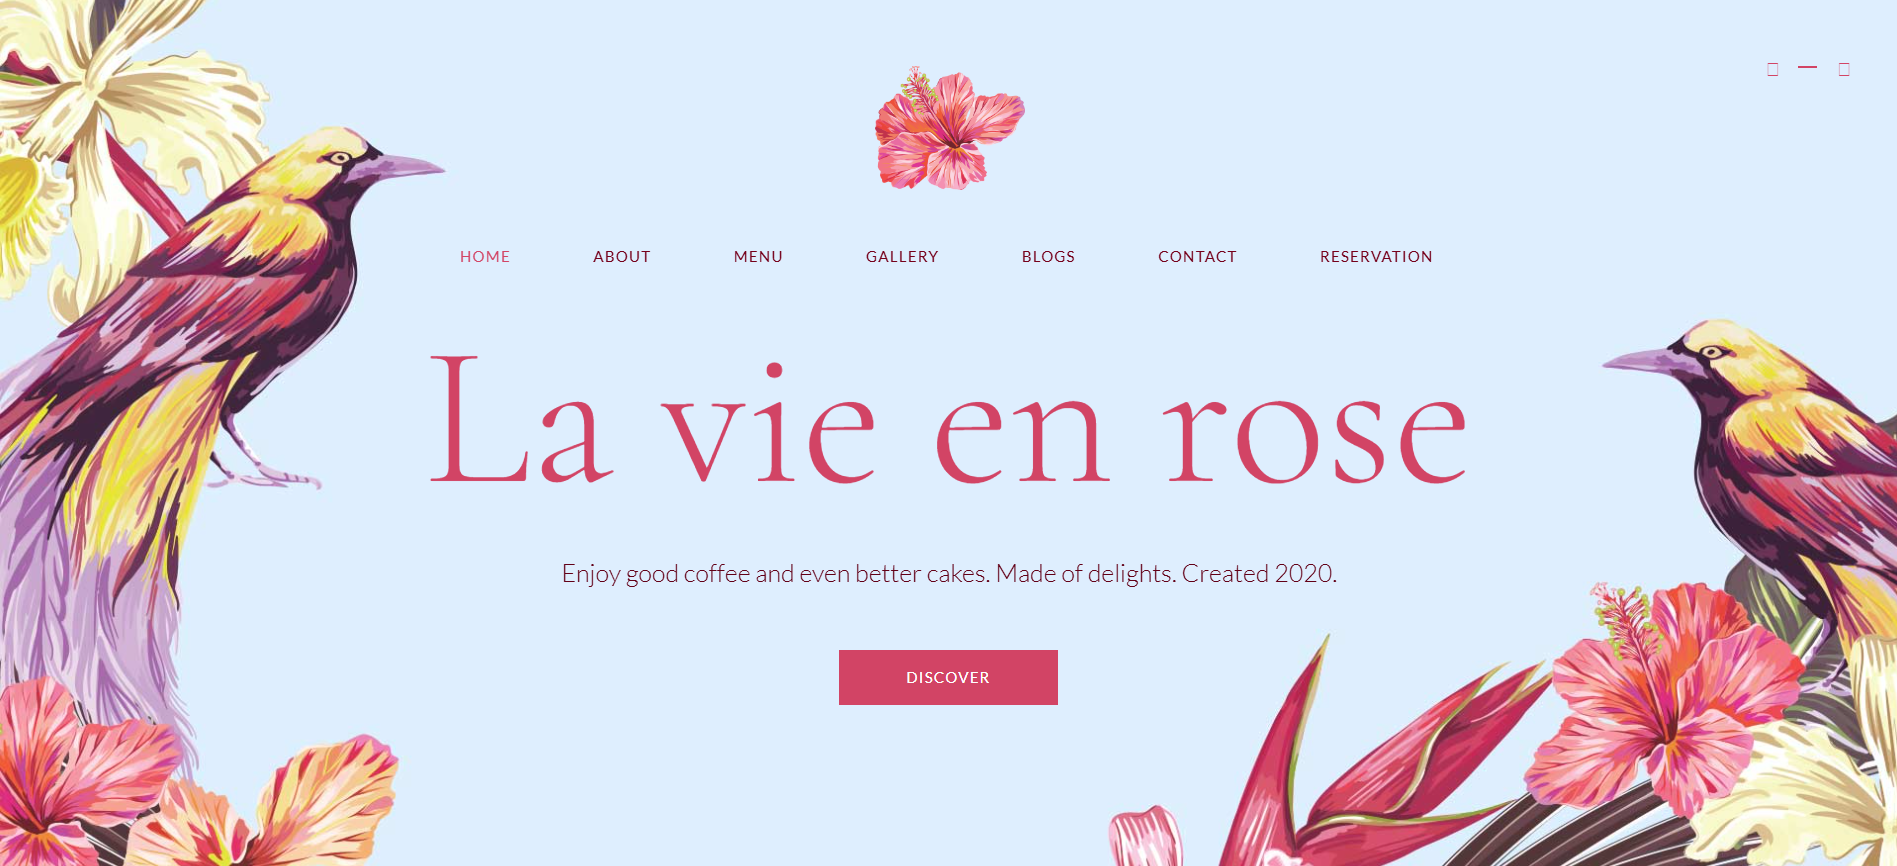 HOME ABOUT MENU GALLERY BLOGS CONTACT RESERVATION
La vie en rose
Enjoy good coffee and even better cakes. Made of delights. Created 2020.
DISCOVER